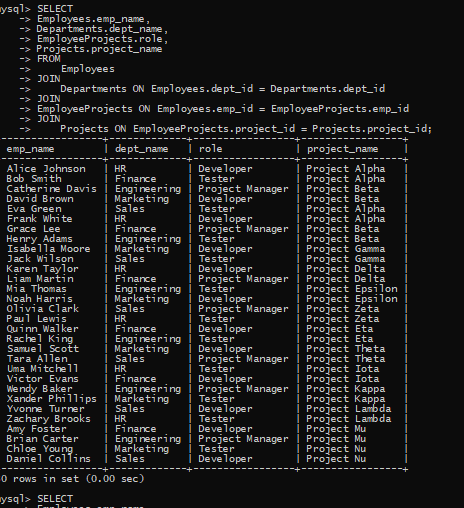 mysql> SELECT
    -> Employees.emp_name,
    -> Departments.dept_name,
    -> EmployeeProjects.role,
    -> Projects.project_name
    -> FROM
    ->     Employees
    -> JOIN
    ->     Departments ON Employees.dept_id = Departments.dept_id
    -> JOIN
    -> EmployeeProjects ON Employees.emp_id = EmployeeProjects.emp_id
    -> JOIN
    ->     Projects ON EmployeeProjects.project_id = Projects.project_id;
emp_name | dept_name | role | project_name |
Alice Johnson | HR | Developer | Project Alpha |
Bob Smith | Finance | Tester | Project Alpha |
Catherine Davis | Engineering | Project Manager | Project Beta |
David Brown | Marketing | Developer | Project Beta |
Eva Green | Sales | Tester | Project Alpha |
Frank White | HR | Developer | Project Alpha |
Grace Lee | Finance | Project Manager | Project Beta |
Henry Adams | Engineering | Tester | Project Beta |
Isabella Moore | Marketing | Developer | Project Gamma |
Jack Wilson | Sales | Tester | Project Gamma |
Karen Taylor | HR | Developer | Project Delta |
Liam Martin | Finance | Project Manager | Project Delta |
Mia Thomas | Engineering | Tester | Project Epsilon |
Noah Harris | Marketing | Developer | Project Epsilon |
Olivia Clark | Sales | Project Manager | Project Zeta |
Paul Lewis | HR | Tester | Project Zeta |
Quinn Walker | Finance | Developer | Project Eta |
Rachel King | Engineering | Tester | Project Eta |
Samuel Scott | Marketing | Developer | Project Theta |
Tara Allen | Sales | Project Manager | Project Theta |
Uma Mitchell | HR | Tester | Project Iota |
Victor Evans | Finance | Developer | Project Iota |
Wendy Baker | Engineering | Project Manager | Project Kappa |
Xander Phillips | Marketing | Tester | Project Kappa |
Yvonne Turner | Sales | Developer | Project Lambda |
Zachary Brooks | HR | Tester | Project Lambda |
Amy Foster | Finance | Developer | Project Mu |
Brian Carter | Engineering | Project Manager | Project Mu |
Chloe Young | Marketing | Tester | Project Nu |
Daniel Collins | Sales | Developer | Project Nu |
0 rows in set (0.00 sec)
mysql> SELECT